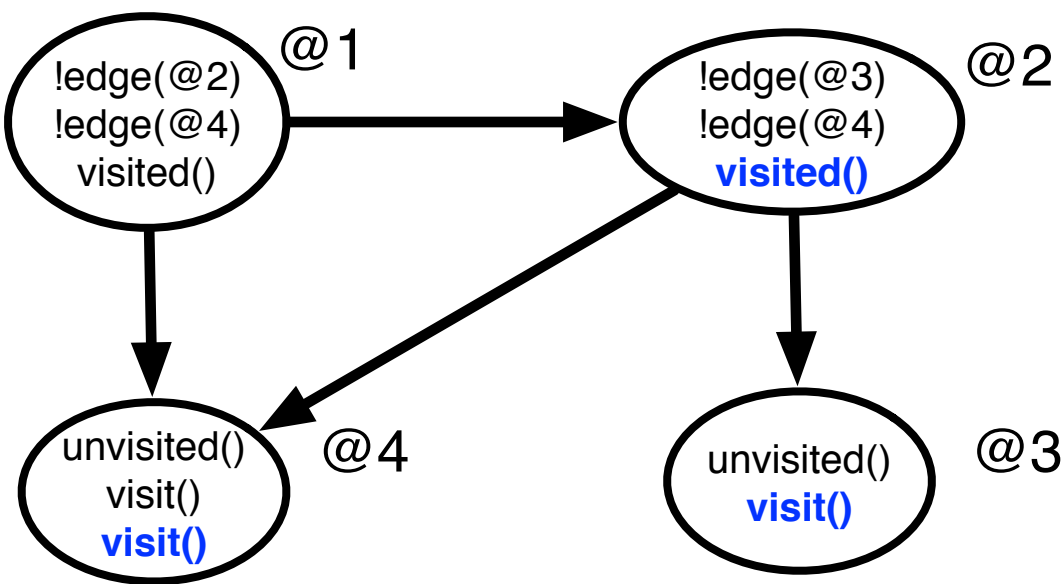 !edge(@2)
!edge(@4)
visited()
@1
!edge(@3)
!edge(@4)
visited()
@2
unvisited()
visit()
visit()
@4
unvisited()
visit()
@3